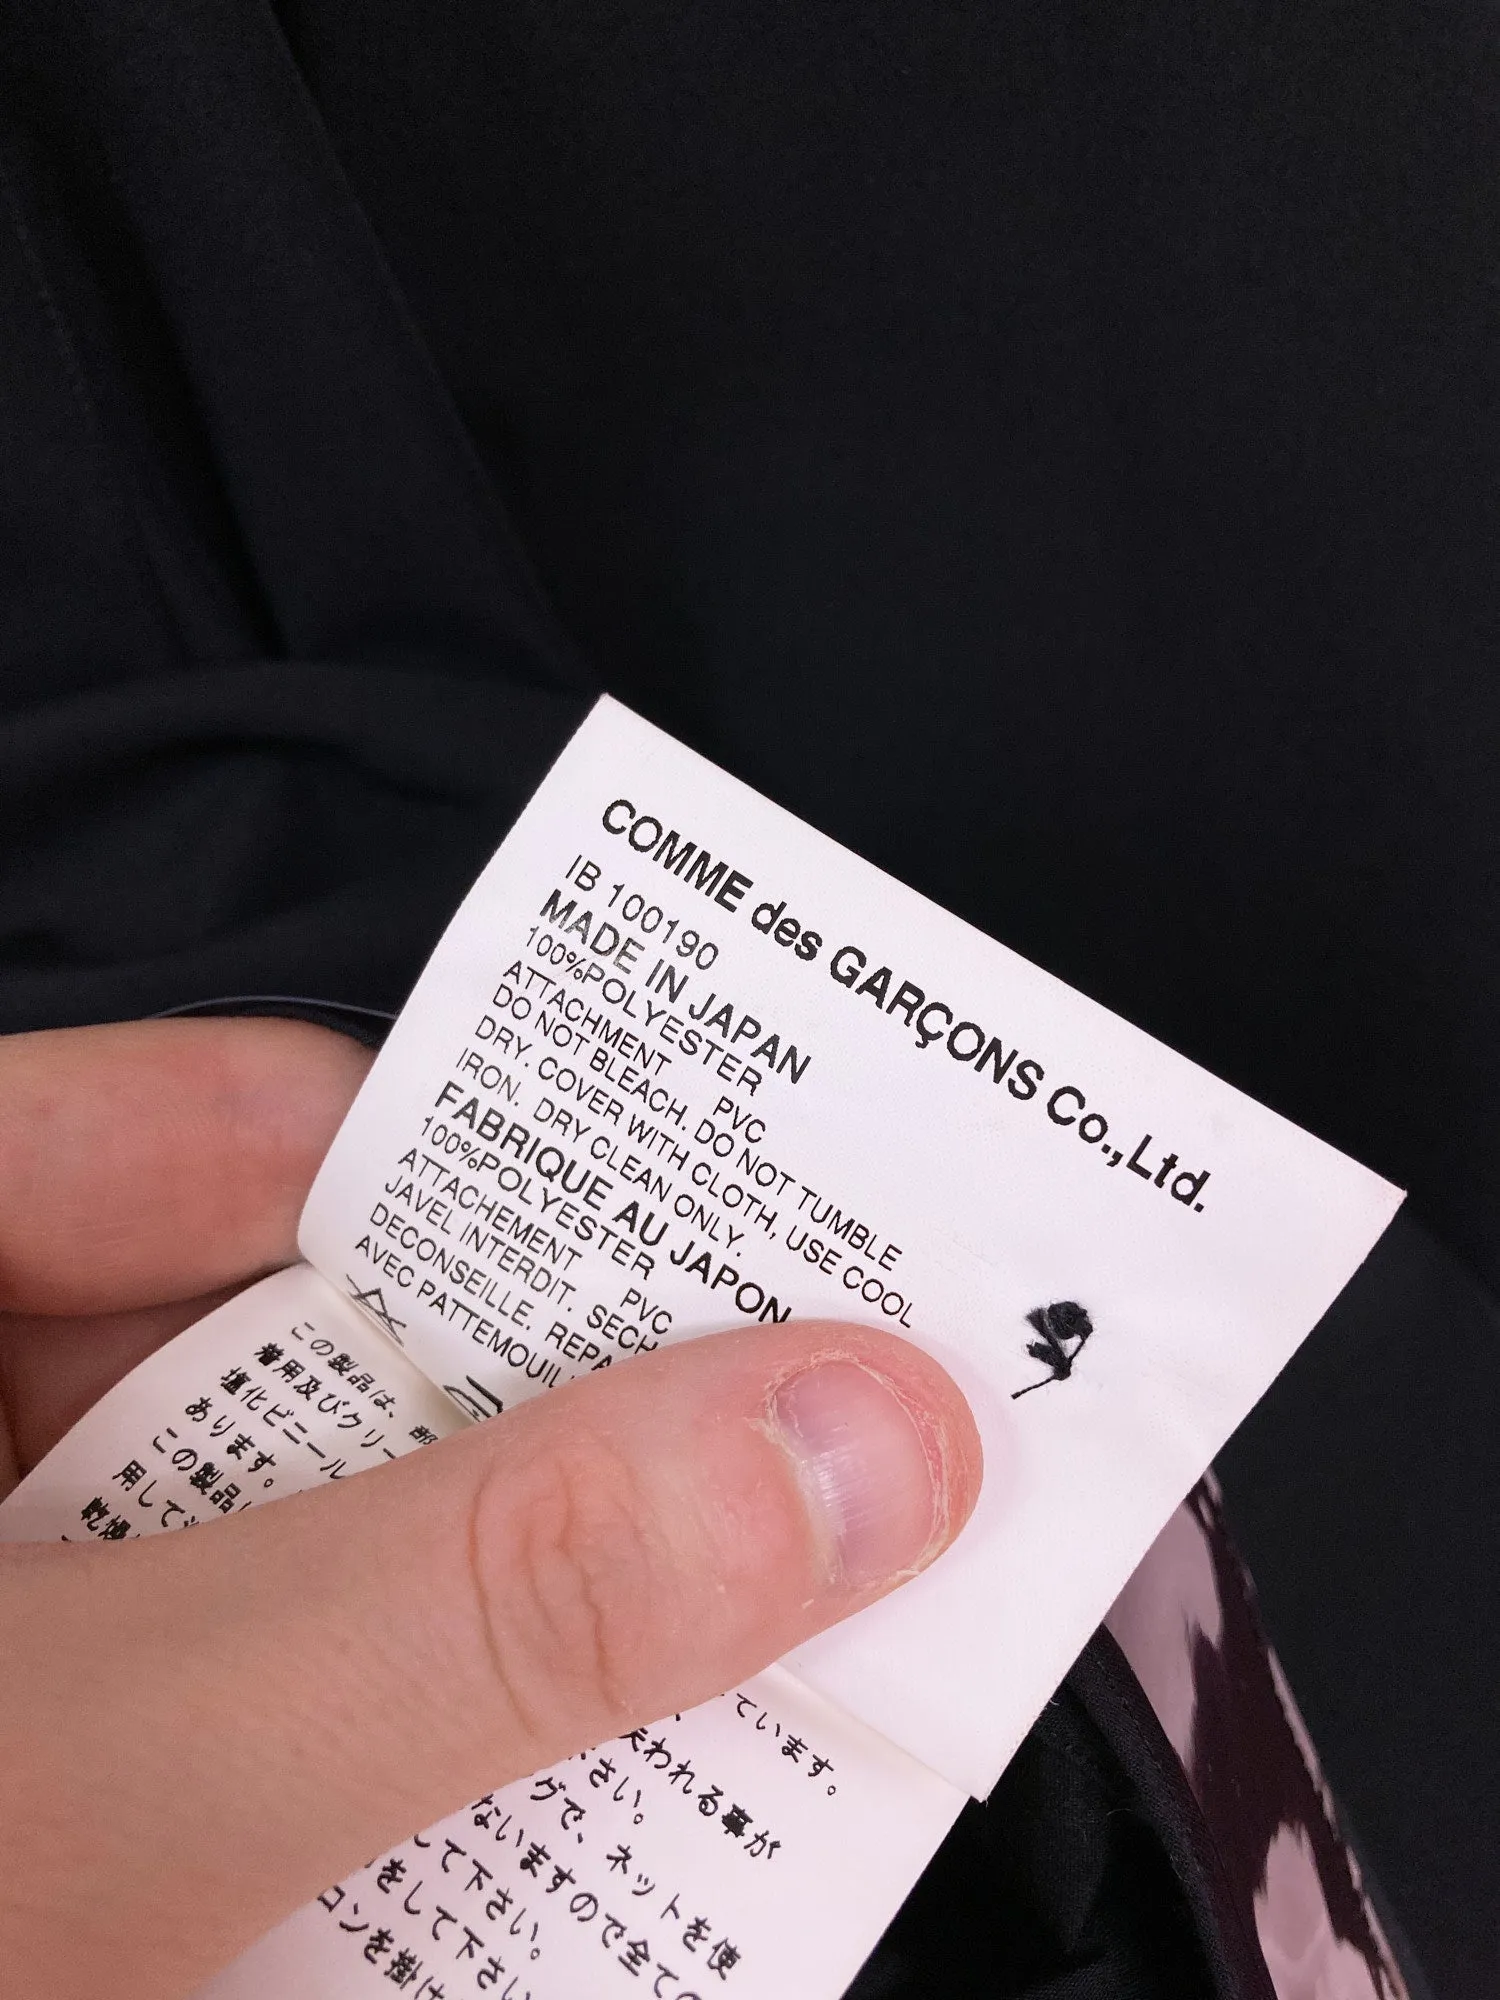 COMME des GARÇONS Co.,Ltd.
IB 100190
MADE IN JAPAN
100%POLYESTER
ATTACHMENT PVC
DO NOT BLEACH. DO NOT TUMBLE
DRY. COVER WITH CLOTH, USE COOL
IRON. DRY CLEAN ONLY.
FABRIQUE AU JAPON
100%POLYESTER
ATTACHEMENT PVC
JAVEL INTERDIT. SECH
DECONSEILLE. REPA
AVEC PATTEMOUIL
この製品は、部
着用及びクリー
塩化ビニール
あります。
この製品
用して
乾燥
ています。
失われる事が
さい。
グで、ネットを使
ないますので全ての
して下さい。
をして下さい
コンを掛け